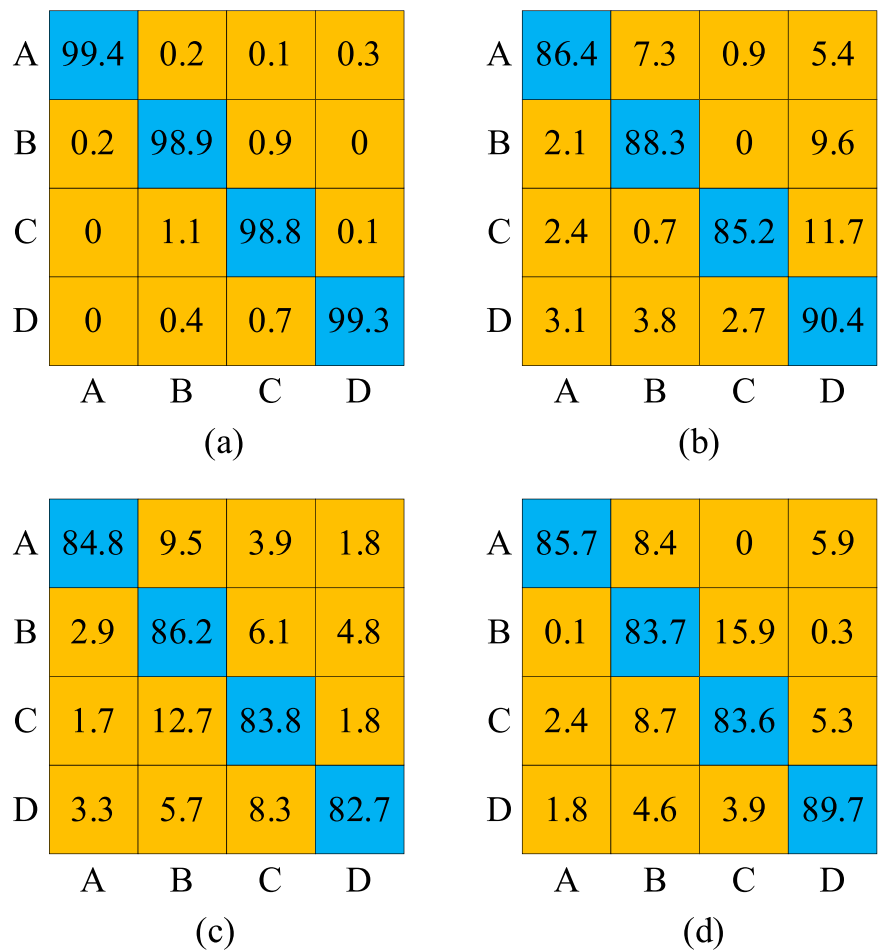 A 99.4 0.2 0.1 0.3
B 0.2 98.9 0.9 0
C 0 1.1 98.8 0.1
D 0 0.4 0.7 99.3
A B C D
(a)
A 86.4 7.3 0.9 5.4
B 2.1 88.3 0 9.6
C 2.4 0.7 85.2 11.7
D 3.1 3.8 2.7 90.4
A B C D
(b)
A 84.8 9.5 3.9 1.8
B 2.9 86.2 6.1 4.8
C 1.7 12.7 83.8 1.8
D 3.3 5.7 8.3 82.7
A B C D
(c)
A 85.7 8.4 0 5.9
B 0.1 83.7 15.9 0.3
C 2.4 8.7 83.6 5.3
D 1.8 4.6 3.9 89.7
A B C D
(d)